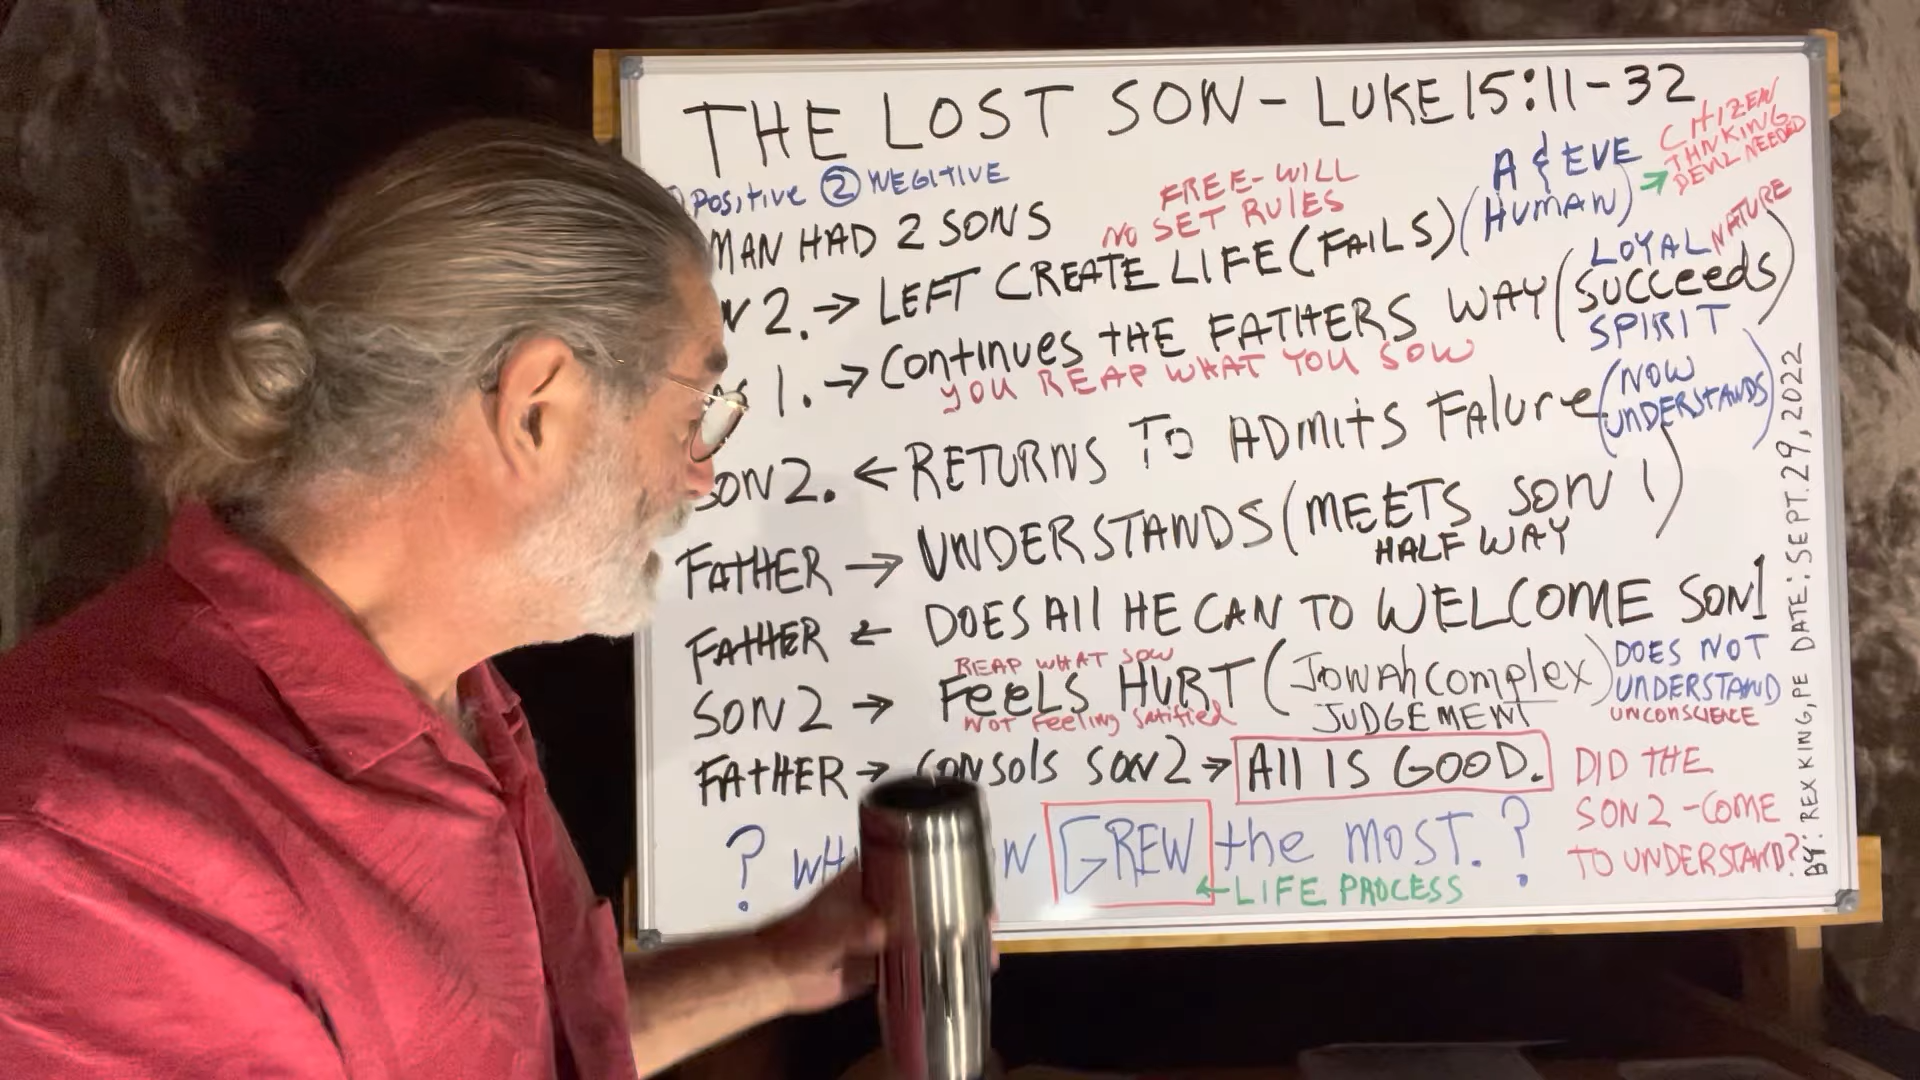 THE LOST SON - LUKE 15:11-32
CITIZEN
THNKING
DEVL NEEDED
A & EVE
(HUMAN)
Positive ② NEGITIVE
FREE-WILL
NO SET RULES
MAN HAD 2 SONS
NATURE
2. → LEFT CREATE LIFE (FAILS)
LOYAL
1. → Continues THE FATHERS WAY (Succeeds)
SPIRIT
YOU REAP WHAT YOU SOW
(NOW
UNDERSTANDS)
SON 2. ← RETURNS TO ADMITS FAlure
FATHER → UNDERSTANDS (MEETS SON 1)
HALF WAY
FATHER ← DOES All HE CAN TO WELCOME SON1
REAP WHAT SOW
SON 2 → FeelS HURT (Jowah complex)
DOES NOT
UNDERSTAND
UNCONSCIENCE
NOT Feeling Satified
JUDGEMENT
FATHER → CONSOLS SON 2 → All IS GOOD.
DID THE
SON 2 - COME
TO UNDERSTAND?
? GREW the most. ?
← LIFE PROCESS
BY: REX KING, PE DATE: SEPT. 29, 2022